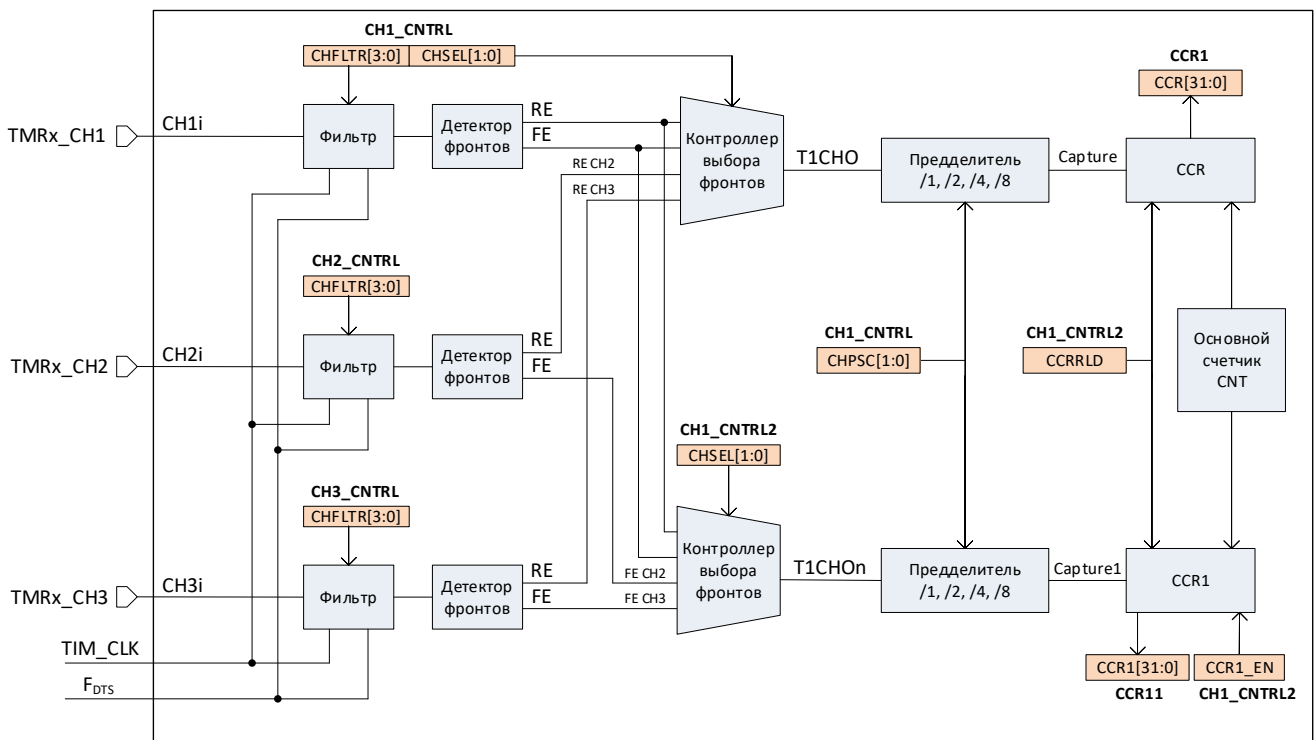 CH1_CNTRL
CHFLTR[3:0] CHSEL[1:0]
CCR1
CCR[31:0]
TMRx_CH1
CH1i
Фильтр
Детектор
фронтов
RE
FE
RE CH2
RE CH3
Контроллер
выбора
фронтов
T1CHO
Предделитель
/1, /2, /4, /8
Capture
CCR
CH2_CNTRL
CHFLTR[3:0]
TMRx_CH2
CH2i
Фильтр
Детектор
фронтов
RE
FE
CH1_CNTRL
CHPSC[1:0]
CH1_CNTRL2
CCRRLD
Основной
счетчик
CNT
CH1_CNTRL2
CHSEL[1:0]
CH3_CNTRL
CHFLTR[3:0]
TMRx_CH3
CH3i
Фильтр
Детектор
фронтов
RE
FE
FE CH2
FE CH3
Контроллер
выбора
фронтов
T1CHOn
Предделитель
/1, /2, /4, /8
Capture1
CCR1
TIM_CLK
FDTS
CCR1[31:0]
CCR11
CCR1_EN
CH1_CNTRL2